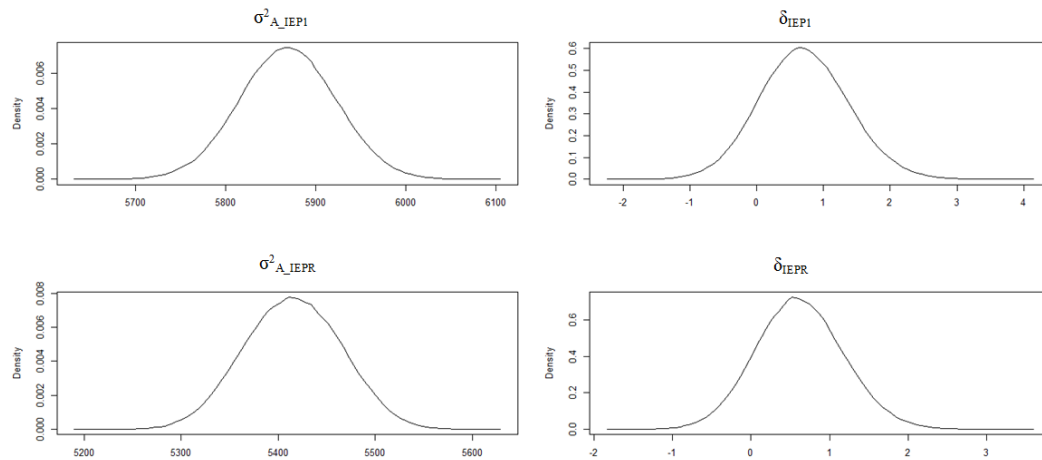 σ²A_IEP1
Density
0.000 0.002 0.004 0.006
5700 5800 5900 6000 6100
δIEP1
Density
0.0 0.1 0.2 0.3 0.4 0.5 0.6
-2 -1 0 1 2 3 4
σ²A_IEPR
Density
0.000 0.002 0.004 0.006 0.008
5200 5300 5400 5500 5600
δIEPR
Density
0.0 0.2 0.4 0.6
-2 -1 0 1 2 3